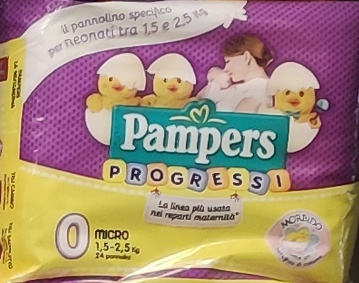 il pannolino specifico
per neonati tra 1,5 e 2,5 Kg
Pampers
PROGRESSI
La linea più usata
nei reparti maternità*
0
MICRO
1,5-2,5 Kg
24 pannolini
MORBIDO